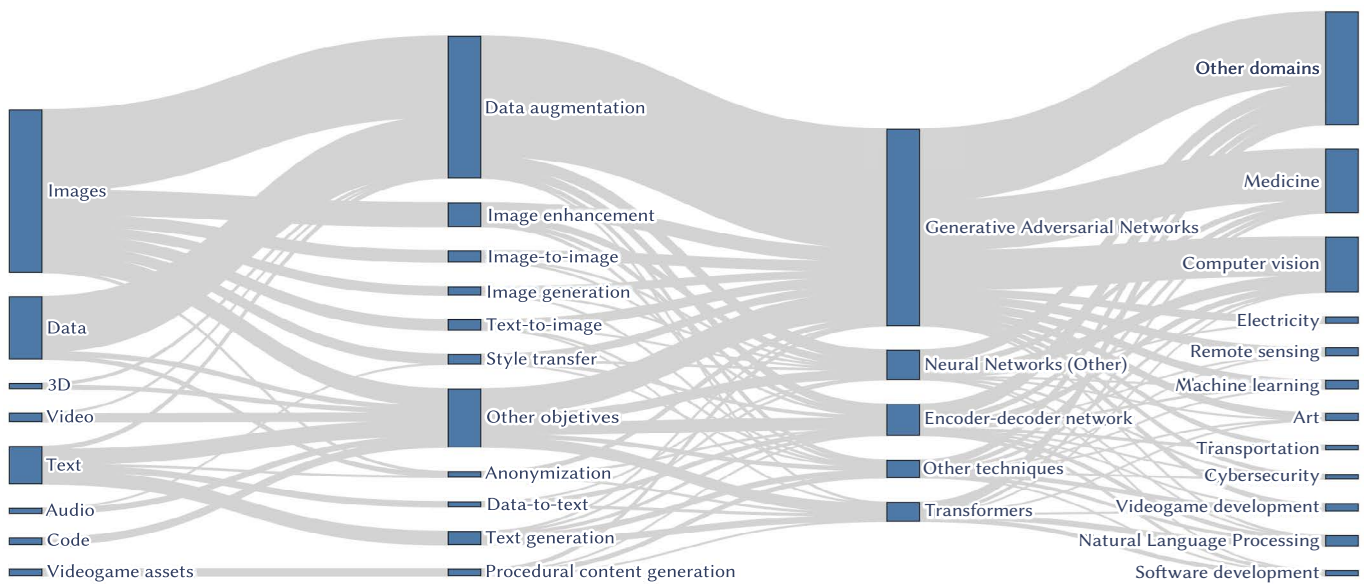 Images
Data
3D
Video
Text
Audio
Code
Videogame assets
Data augmentation
Image enhancement
Image-to-image
Image generation
Text-to-image
Style transfer
Other objetives
Anonymization
Data-to-text
Text generation
Procedural content generation
Generative Adversarial Networks
Neural Networks (Other)
Encoder-decoder network
Other techniques
Transformers
Other domains
Medicine
Computer vision
Electricity
Remote sensing
Machine learning
Art
Transportation
Cybersecurity
Videogame development
Natural Language Processing
Software development